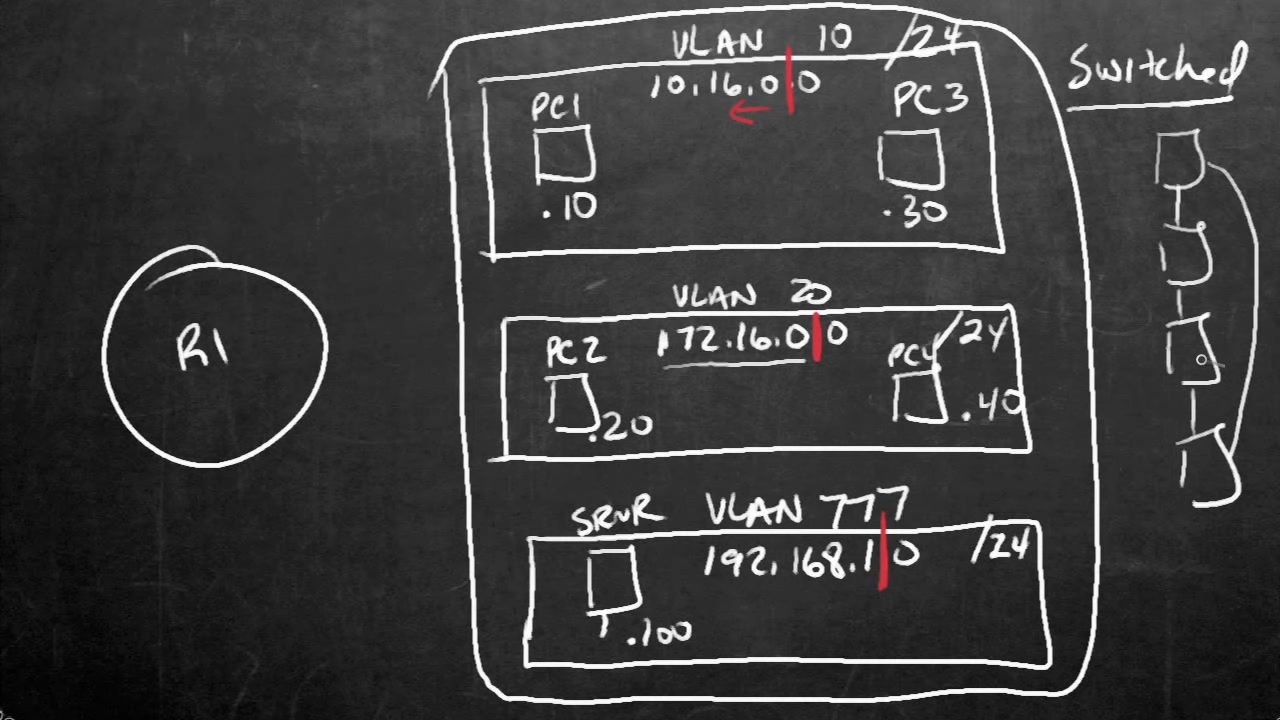 VLAN 10 /24
Switched
10.16.0.0
PC1
PC3
.10
.30
VLAN 20
172.16.0 0
/24
R1
PC2
PC4
.20
.40
SRVR VLAN 777
192.168.1 0
/24
.100